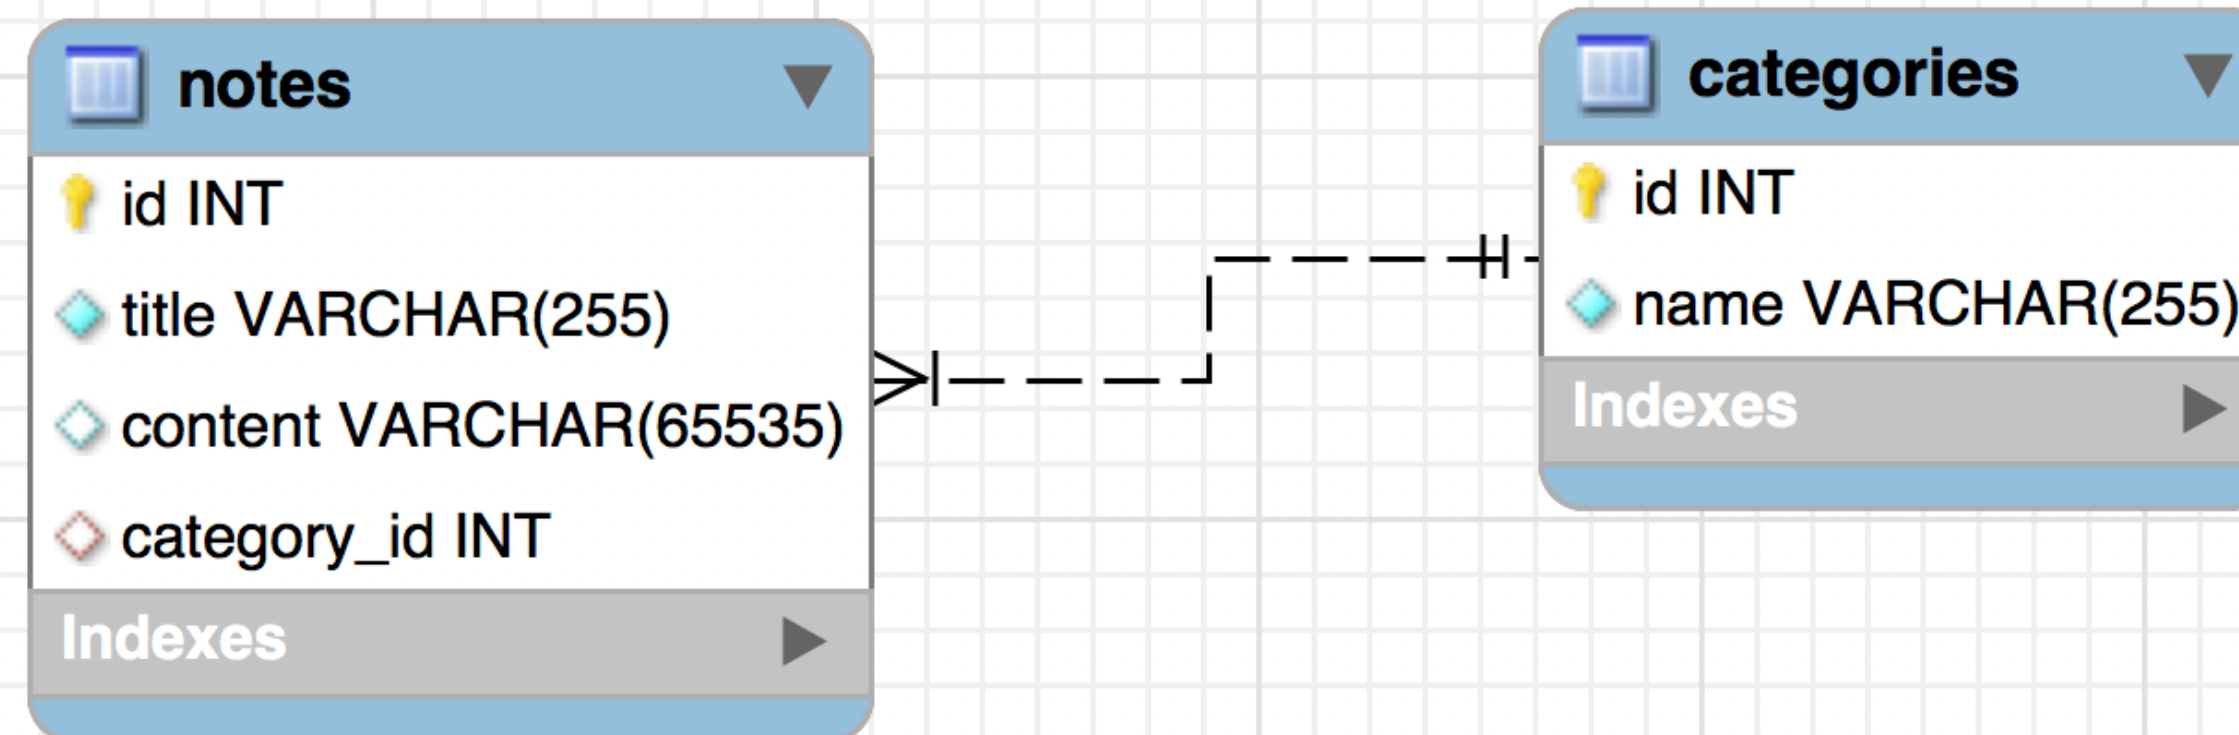 notes
id INT
title VARCHAR(255)
content VARCHAR(65535)
category_id INT
Indexes
categories
id INT
name VARCHAR(255)
Indexes